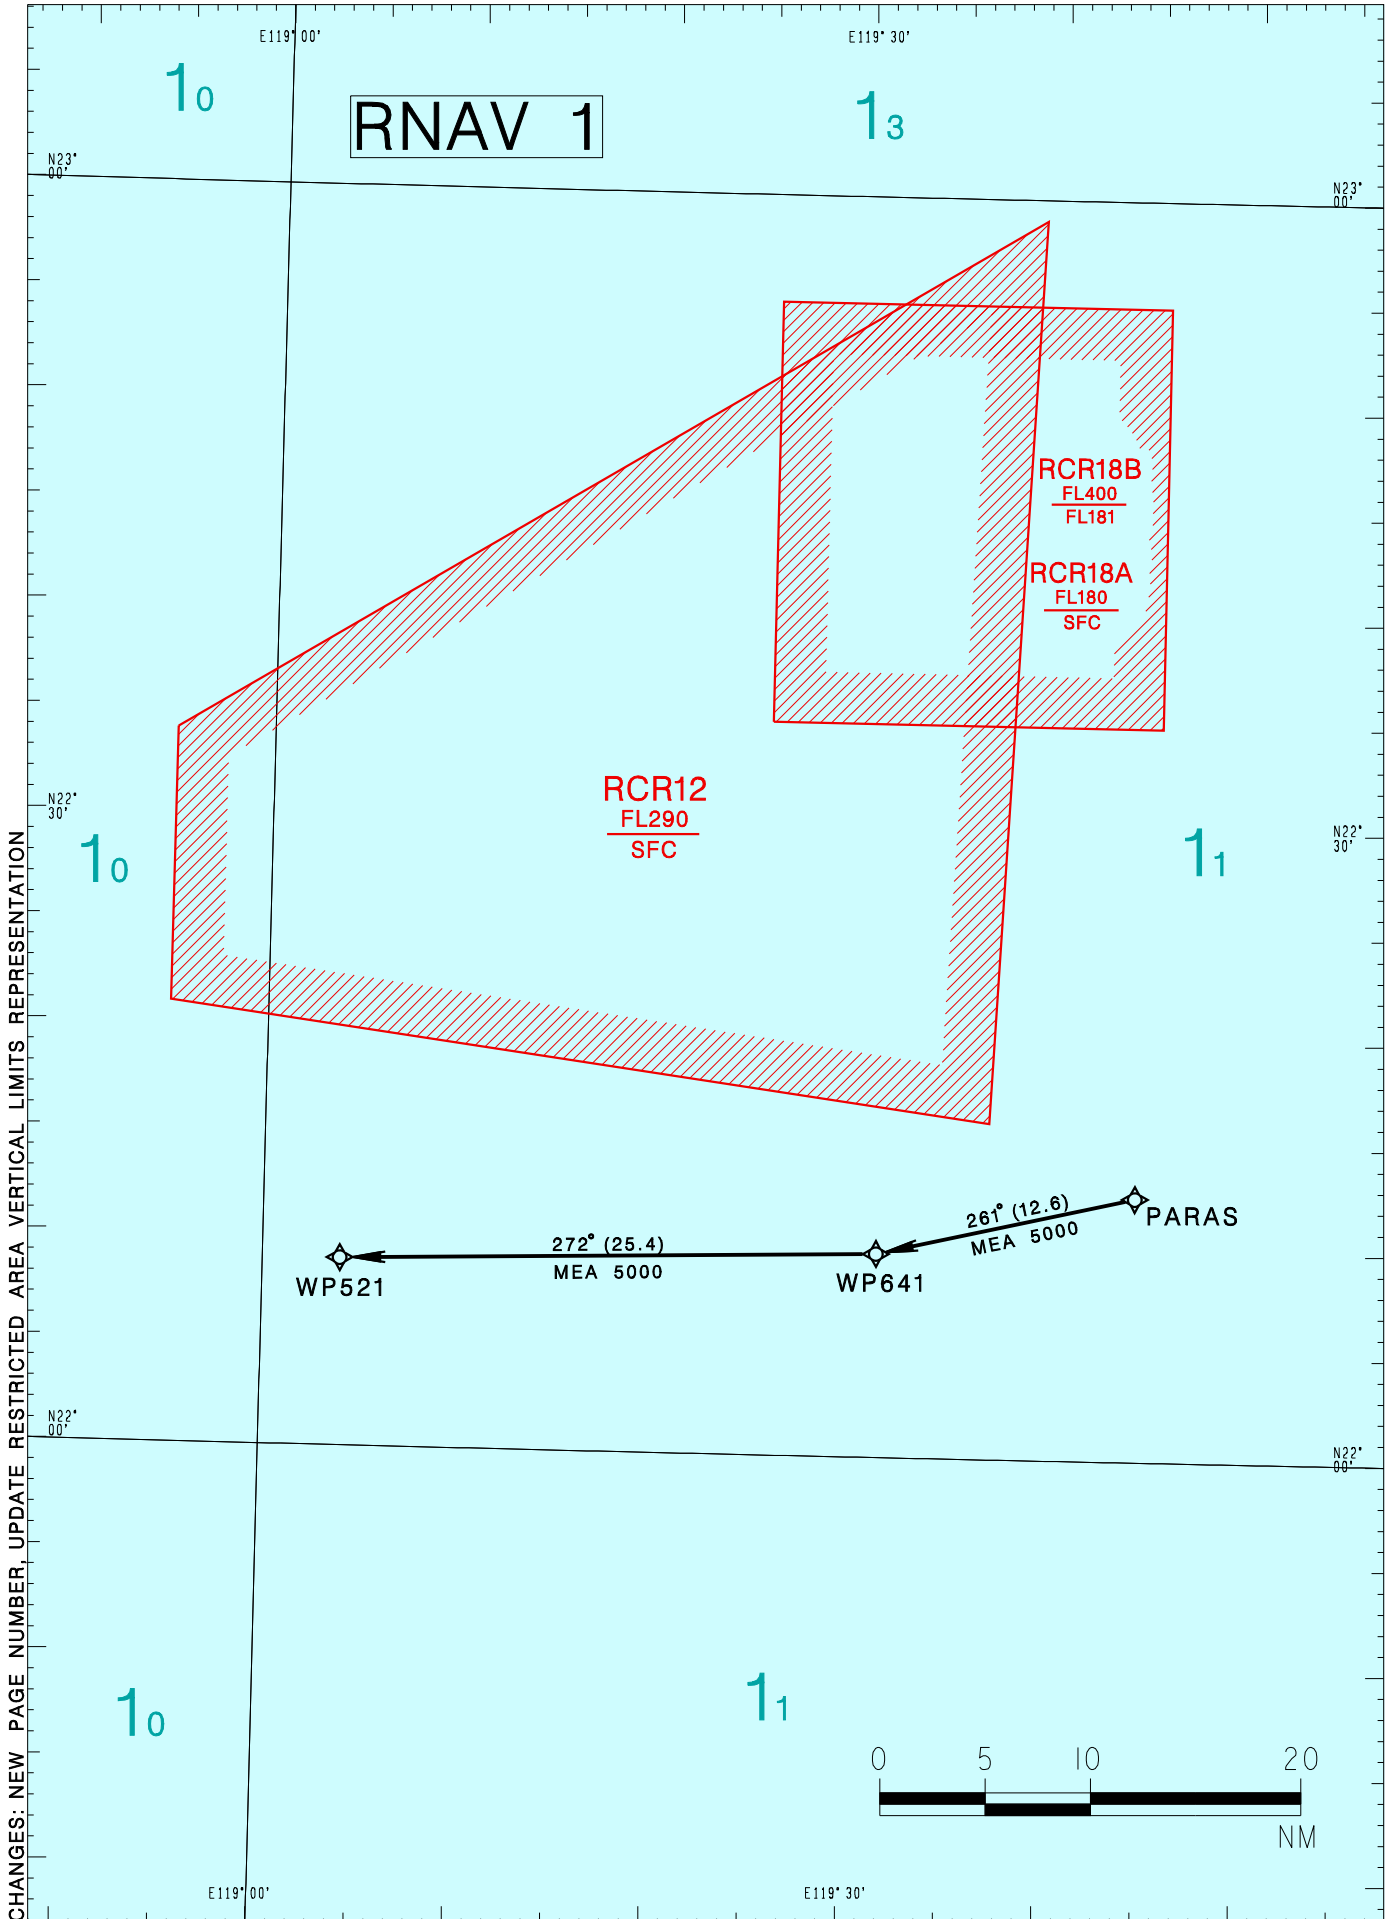 E119° 00'
E119° 30'
10
RNAV 1
13
N23°
00'
N23°
00'
RCR18B
FL400
FL181
RCR18A
FL180
SFC
RCR12
FL290
SFC
N22°
30'
N22°
30'
10
11
261° (12.6)
MEA 5000
PARAS
272° (25.4)
MEA 5000
WP521
WP641
N22°
00'
N22°
00'
10
11
0 5 10 20
NM
E119° 00'
E119° 30'
CHANGES: NEW PAGE NUMBER, UPDATE RESTRICTED AREA VERTICAL LIMITS REPRESENTATION